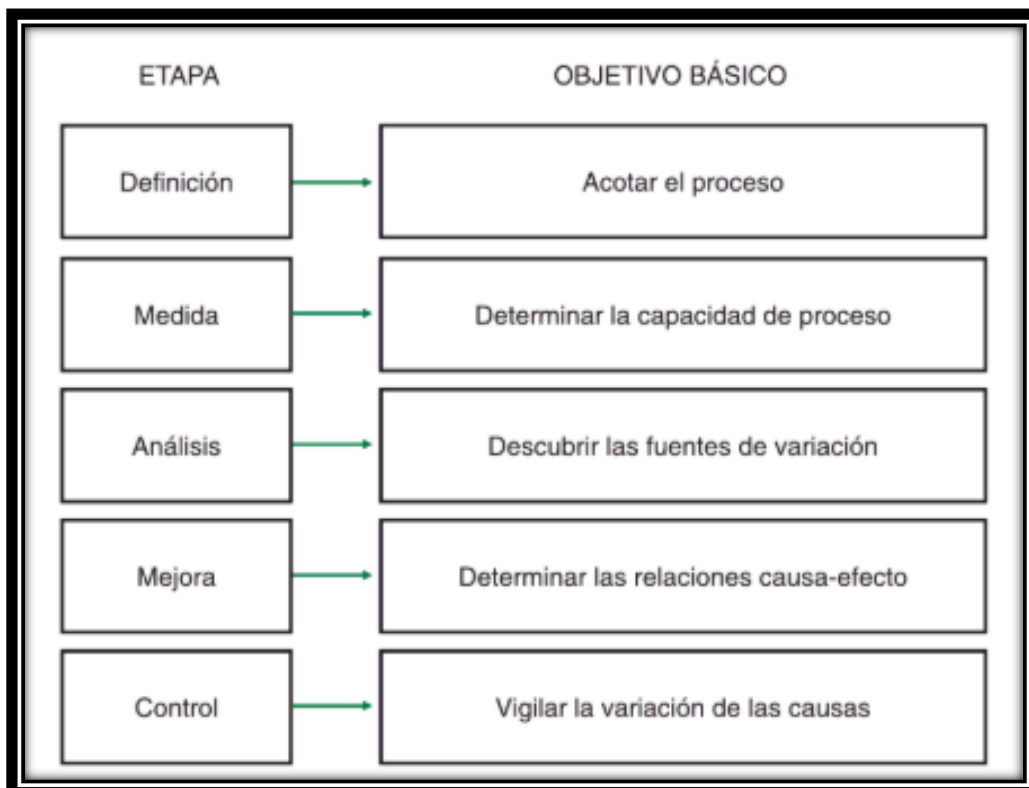 ETAPA OBJETIVO BÁSICO
Definición Acotar el proceso
Medida Determinar la capacidad de proceso
Análisis Descubrir las fuentes de variación
Mejora Determinar las relaciones causa-efecto
Control Vigilar la variación de las causas